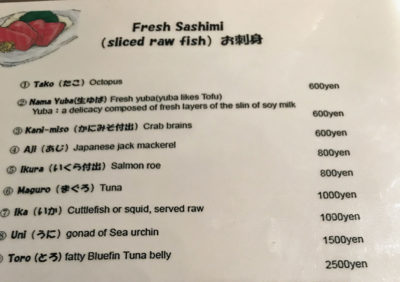 Fresh Sashimi
(sliced raw fish) お刺身
① Tako (たこ) Octopus 600yen
② Nama Yuba(生ゆば) Fresh yuba(yuba likes Tofu)
Yuba : a delicacy composed of fresh layers of the slin of soy milk 600yen
③ Kani-miso (かにみそ付出) Crab brains 600yen
④ Aji (あじ) Japanese jack mackerel 800yen
⑤ Ikura (いくら付出) Salmon roe 800yen
⑥ Maguro (まぐろ) Tuna 1000yen
⑦ Ika (いか) Cuttlefish or squid, served raw 1000yen
⑧ Uni (うに) gonad of Sea urchin 1500yen
Toro (とろ) fatty Bluefin Tuna belly 2500yen